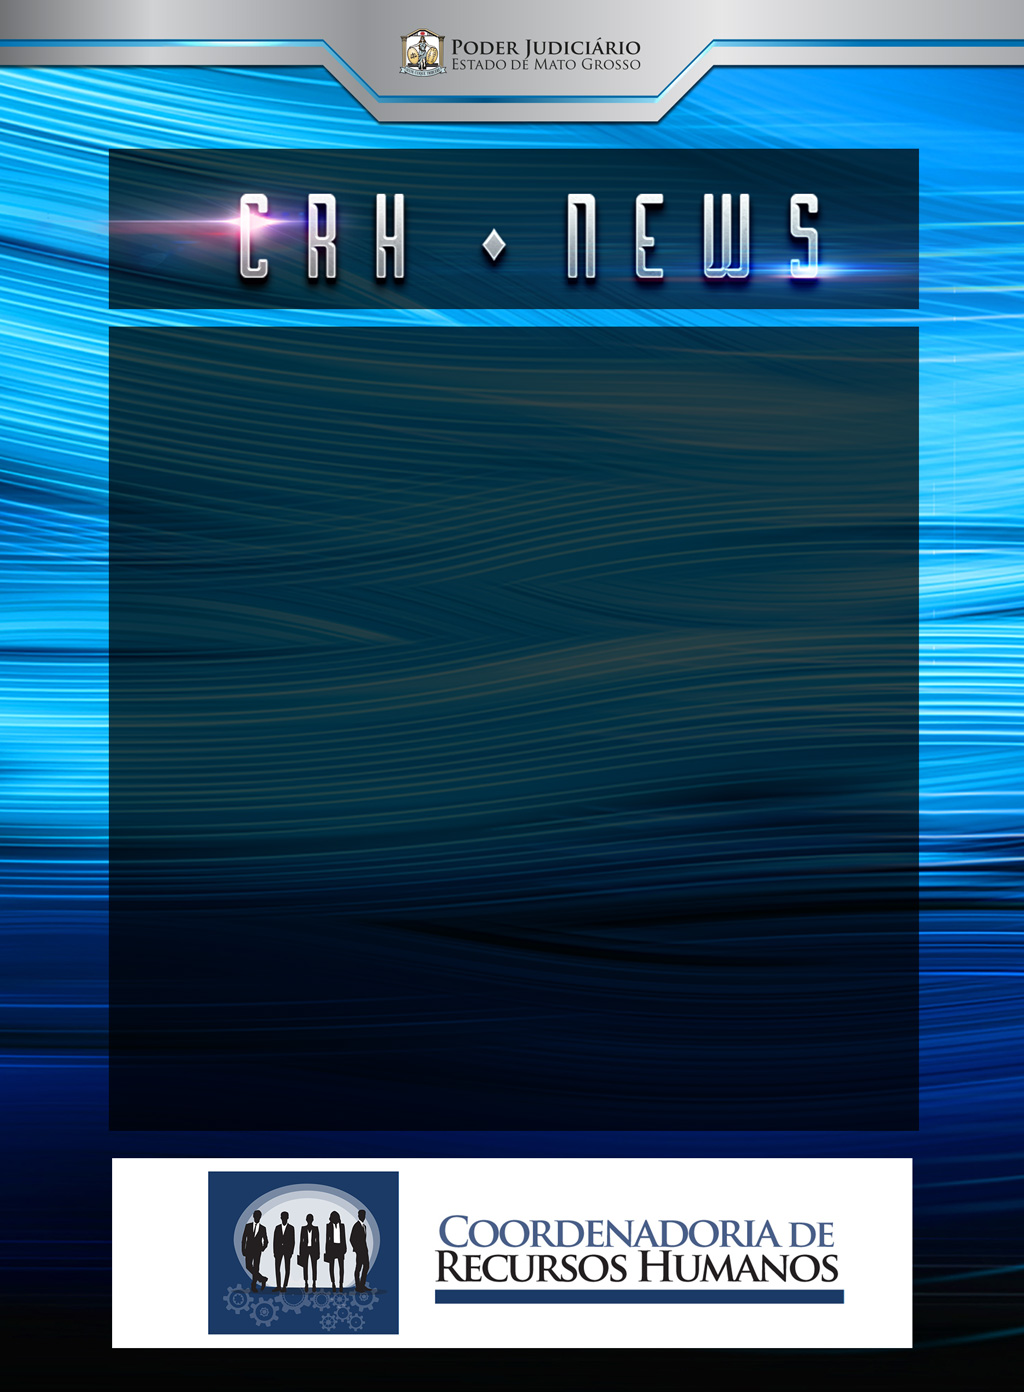 PODER JUDICIÁRIO
ESTADO DE MATO GROSSO
CRH ♦ NEWS
COORDENADORIA DE
RECURSOS HUMANOS